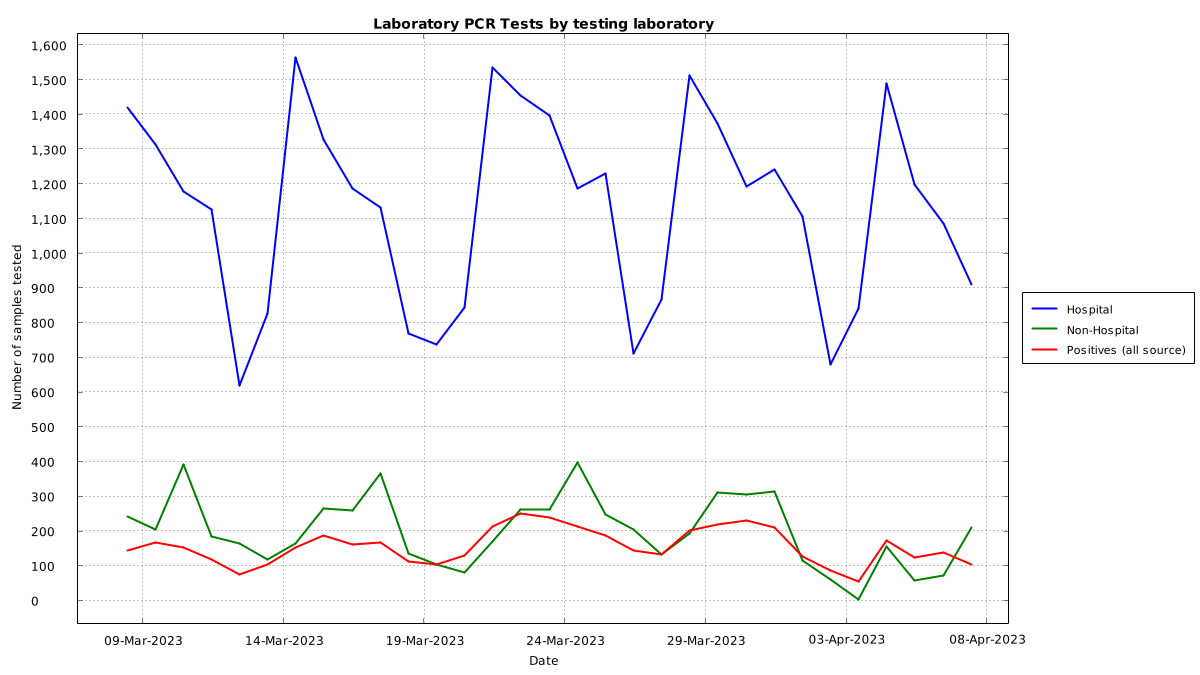 Laboratory PCR Tests by testing laboratory
1,600
1,500
1,400
1,300
1,200
1,100
1,000
900
800
700
600
500
400
300
200
100
0
Number of samples tested
09-Mar-2023
14-Mar-2023
19-Mar-2023
24-Mar-2023
29-Mar-2023
03-Apr-2023
08-Apr-2023
Date
Hospital
Non-Hospital
Positives (all source)